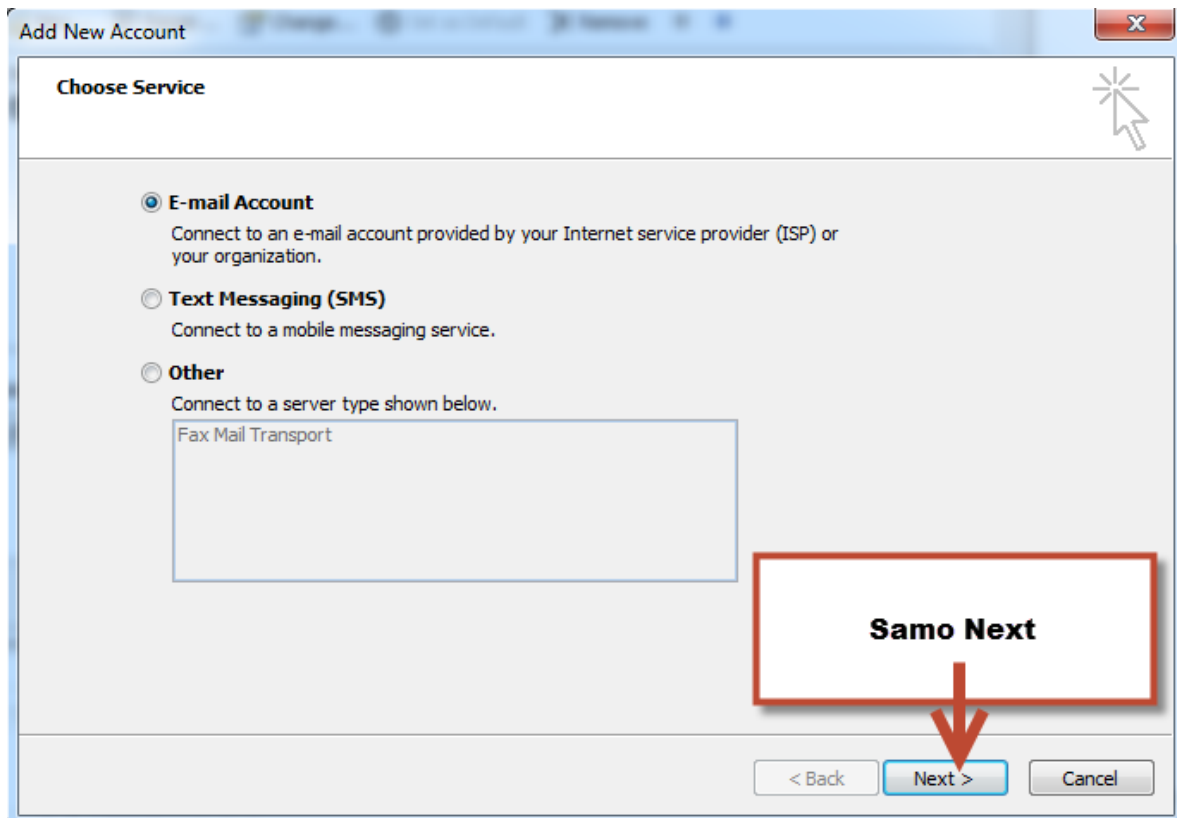 Add New Account
Choose Service
E-mail Account
Connect to an e-mail account provided by your Internet service provider (ISP) or
your organization.
Text Messaging (SMS)
Connect to a mobile messaging service.
Other
Connect to a server type shown below.
Fax Mail Transport
Samo Next
< Back
Next >
Cancel